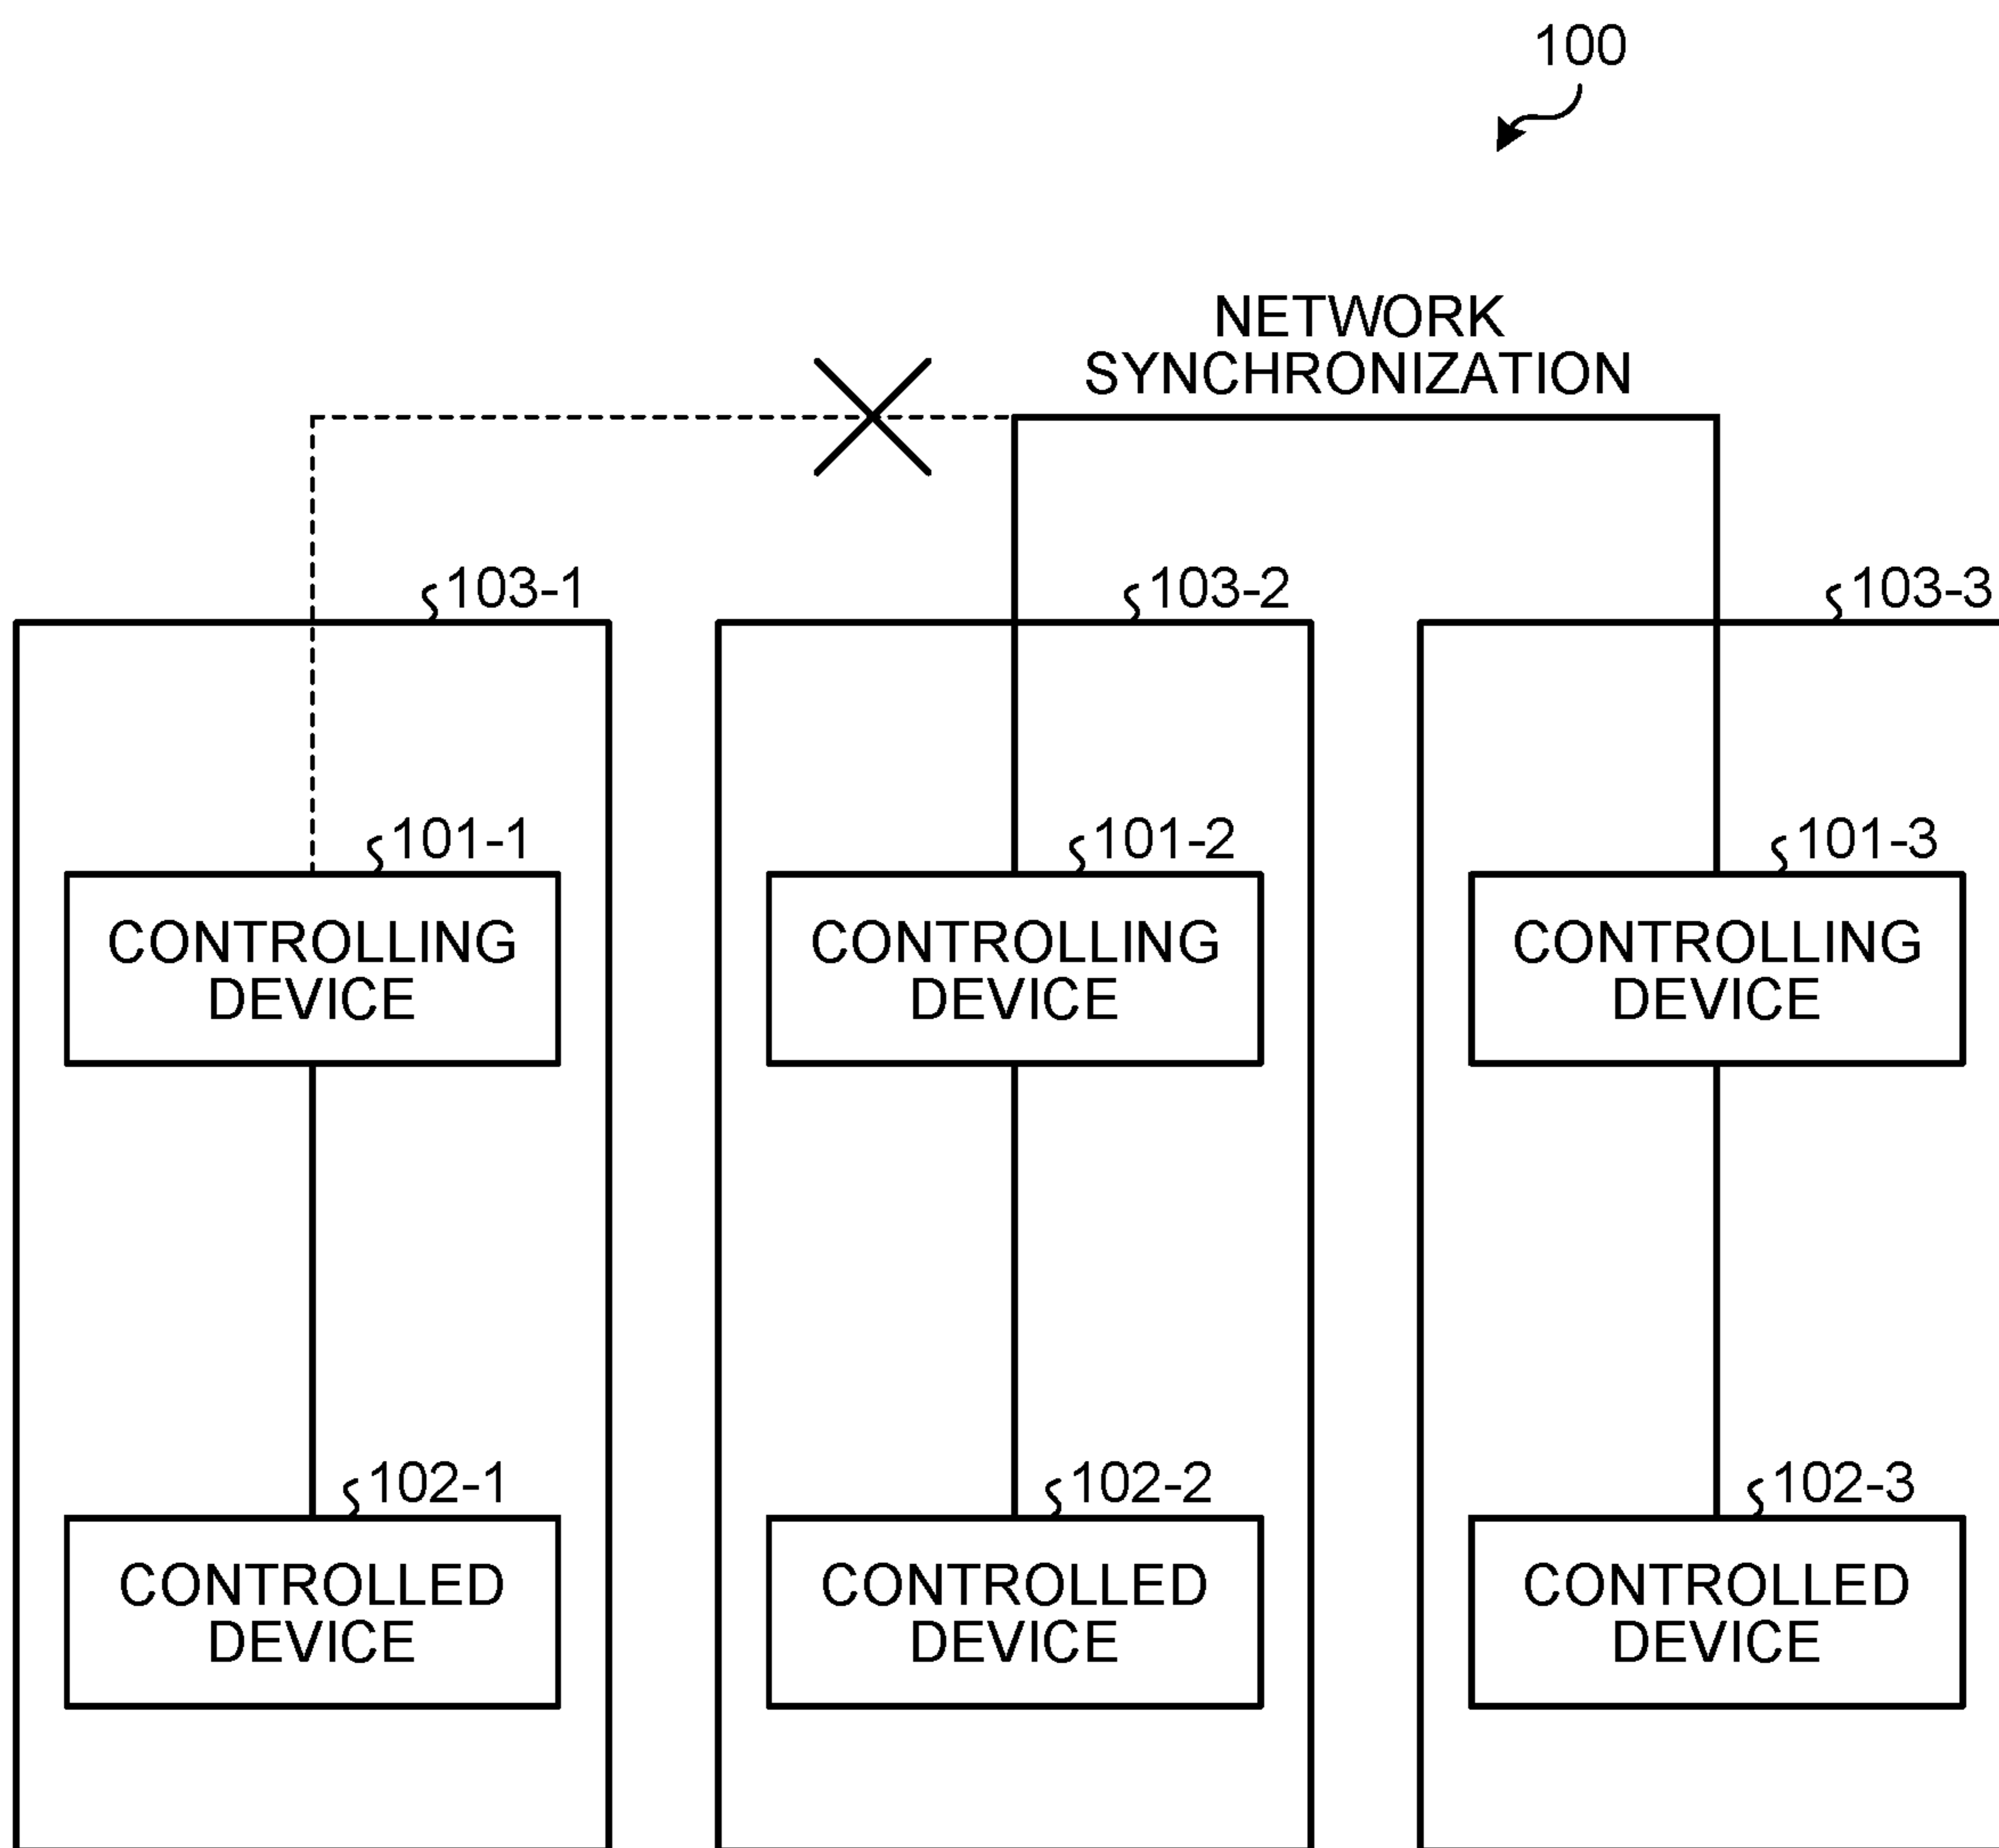 100
NETWORK
SYNCHRONIZATION
103-1
103-2
103-3
101-1
101-2
101-3
CONTROLLING
DEVICE
CONTROLLING
DEVICE
CONTROLLING
DEVICE
102-1
102-2
102-3
CONTROLLED
DEVICE
CONTROLLED
DEVICE
CONTROLLED
DEVICE